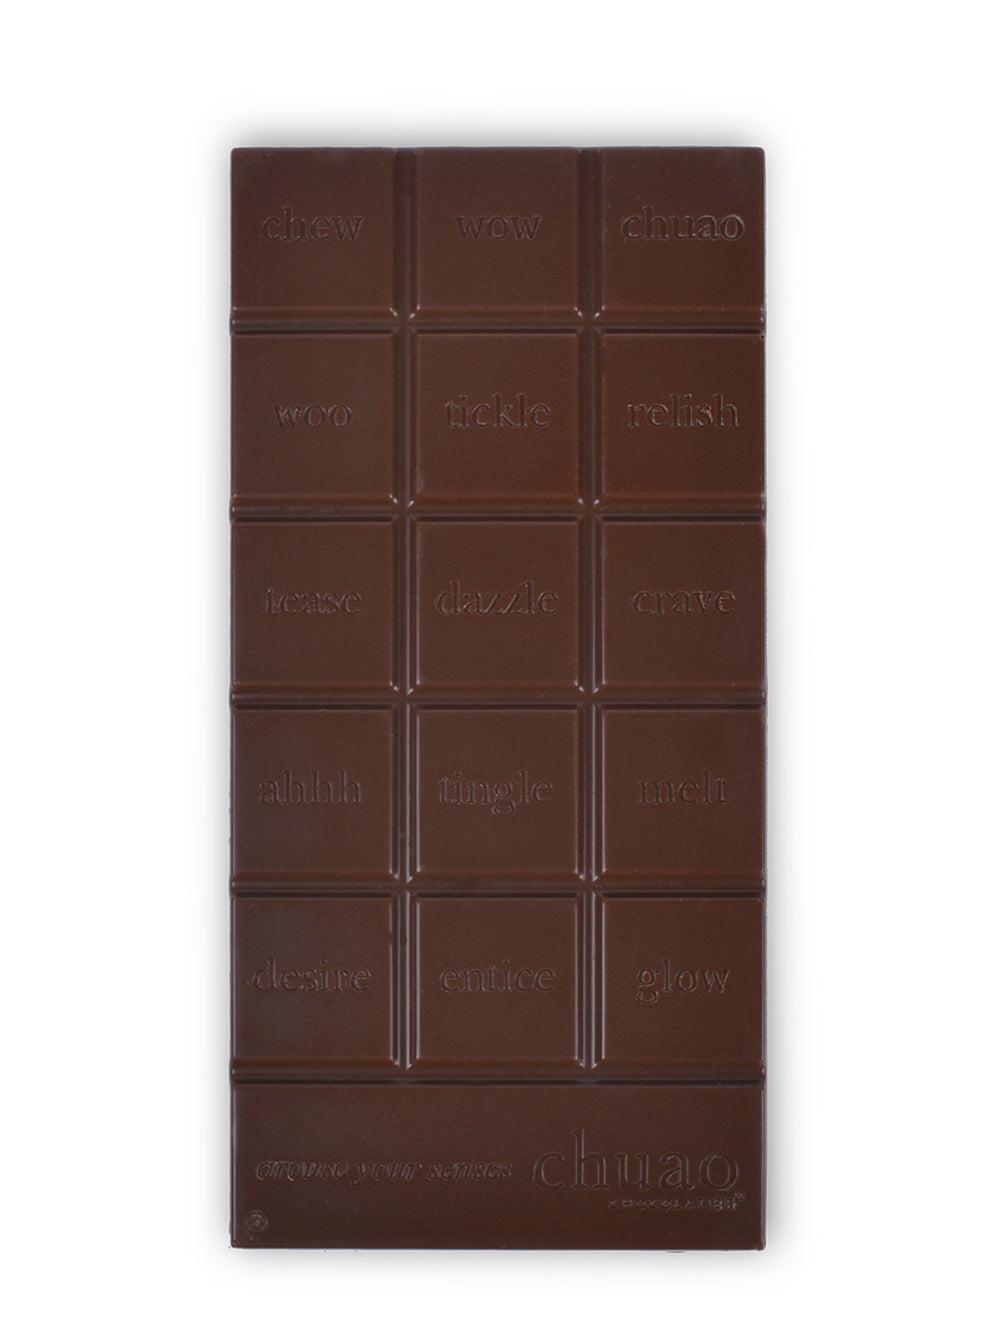 chew wow chuao
woo tickle relish
tease dazzle crave
ahhh tingle melt
desire entice glow
arouse your senses chuao
CHOCOLATIER®